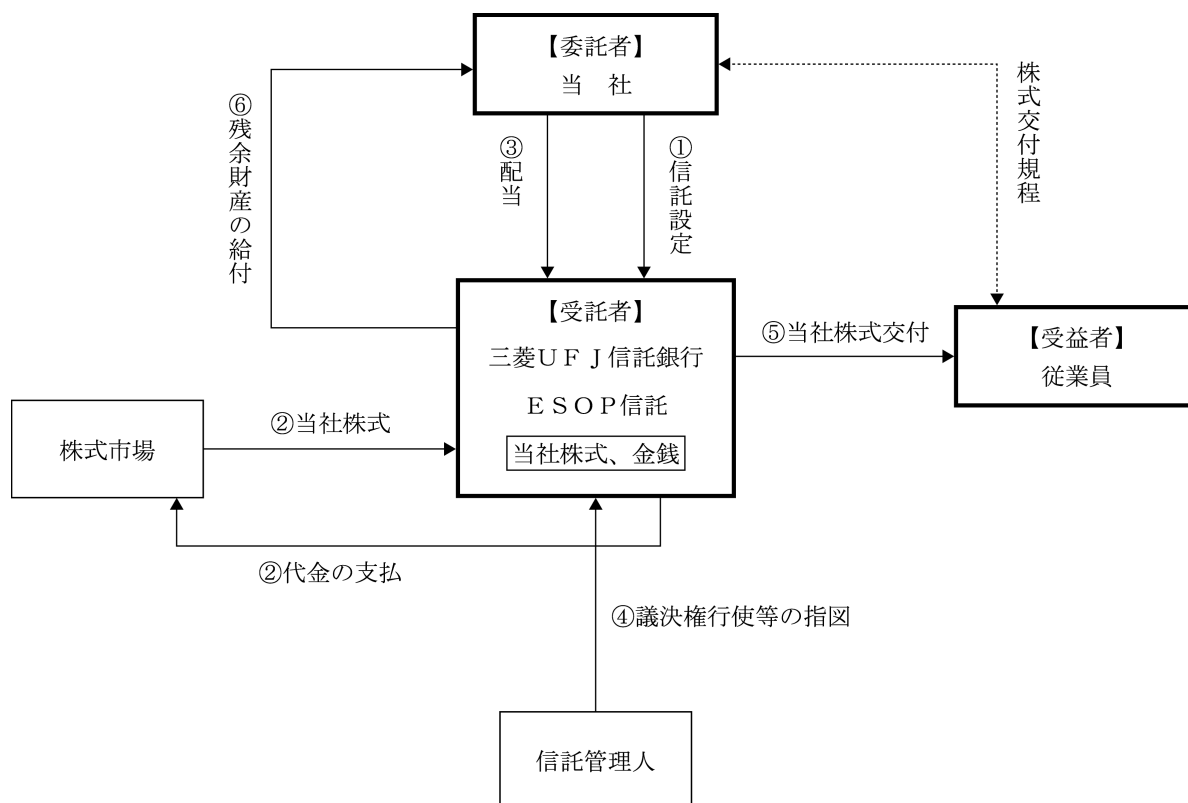 【委託者】
当　社
⑥残余財産の給付
③配当
①信託設定
株式交付規程
【受託者】
三菱ＵＦＪ信託銀行
ＥＳＯＰ信託
当社株式、金銭
⑤当社株式交付
【受益者】
従業員
株式市場
②当社株式
②代金の支払
④議決権行使等の指図
信託管理人